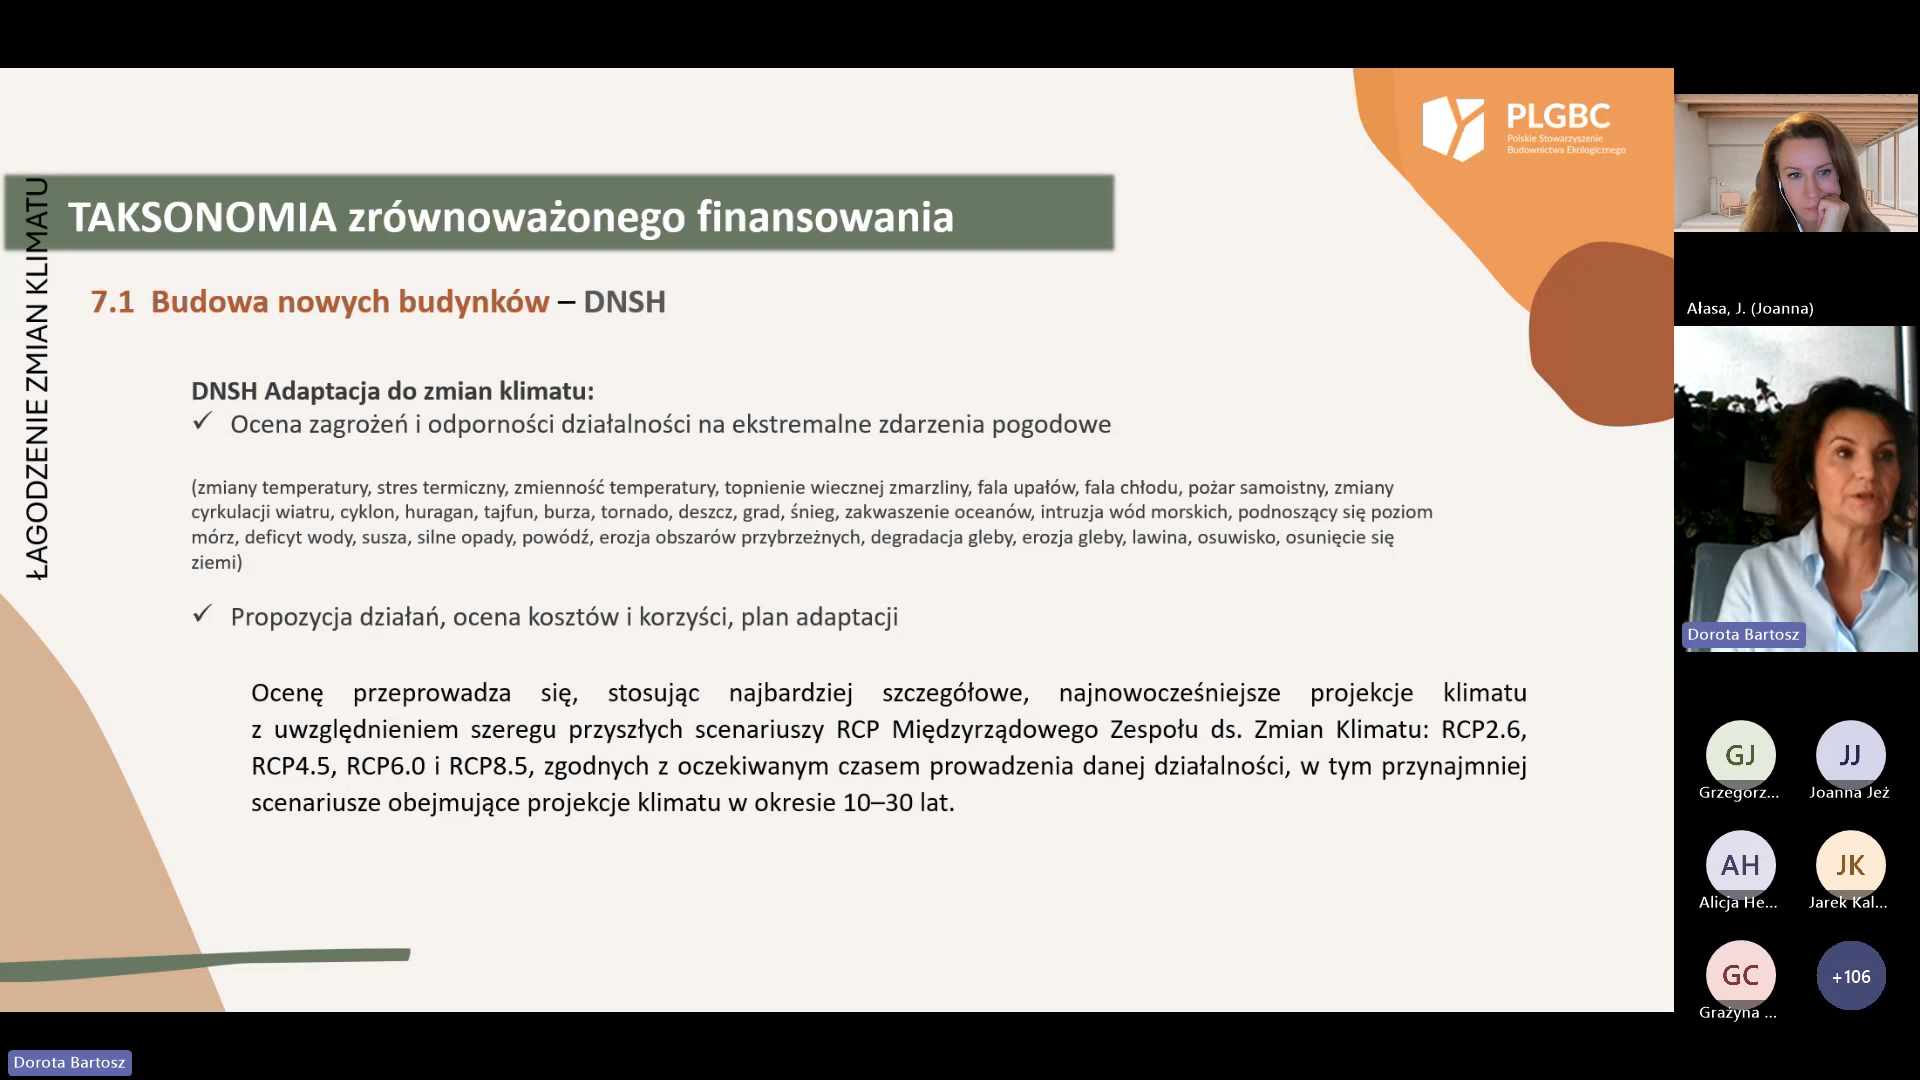 PLGBC
Polskie Stowarzyszenie
Budownictwa Ekologicznego
TAKSONOMIA zrównoważonego finansowania
ŁAGODZENIE ZMIAN KLIMATU
7.1 Budowa nowych budynków – DNSH
DNSH Adaptacja do zmian klimatu:
✓ Ocena zagrożeń i odporności działalności na ekstremalne zdarzenia pogodowe
(zmiany temperatury, stres termiczny, zmienność temperatury, topnienie wiecznej zmarzliny, fala upałów, fala chłodu, pożar samoistny, zmiany
cyrkulacji wiatru, cyklon, huragan, tajfun, burza, tornado, deszcz, grad, śnieg, zakwaszenie oceanów, intruzja wód morskich, podnoszący się poziom
mórz, deficyt wody, susza, silne opady, powódź, erozja obszarów przybrzeżnych, degradacja gleby, erozja gleby, lawina, osuwisko, osunięcie się
ziemi)
✓ Propozycja działań, ocena kosztów i korzyści, plan adaptacji
Ocenę przeprowadza się, stosując najbardziej szczegółowe, najnowocześniejsze projekcje klimatu
z uwzględnieniem szeregu przyszłych scenariuszy RCP Międzyrządowego Zespołu ds. Zmian Klimatu: RCP2.6,
RCP4.5, RCP6.0 i RCP8.5, zgodnych z oczekiwanym czasem prowadzenia danej działalności, w tym przynajmniej
scenariusze obejmujące projekcje klimatu w okresie 10–30 lat.
Ałasa, J. (Joanna)
Dorota Bartosz
GJ
Grzegorz...
JJ
Joanna Jeż
AH
Alicja He...
JK
Jarek Kal...
GC
Grażyna ...
+106
Dorota Bartosz